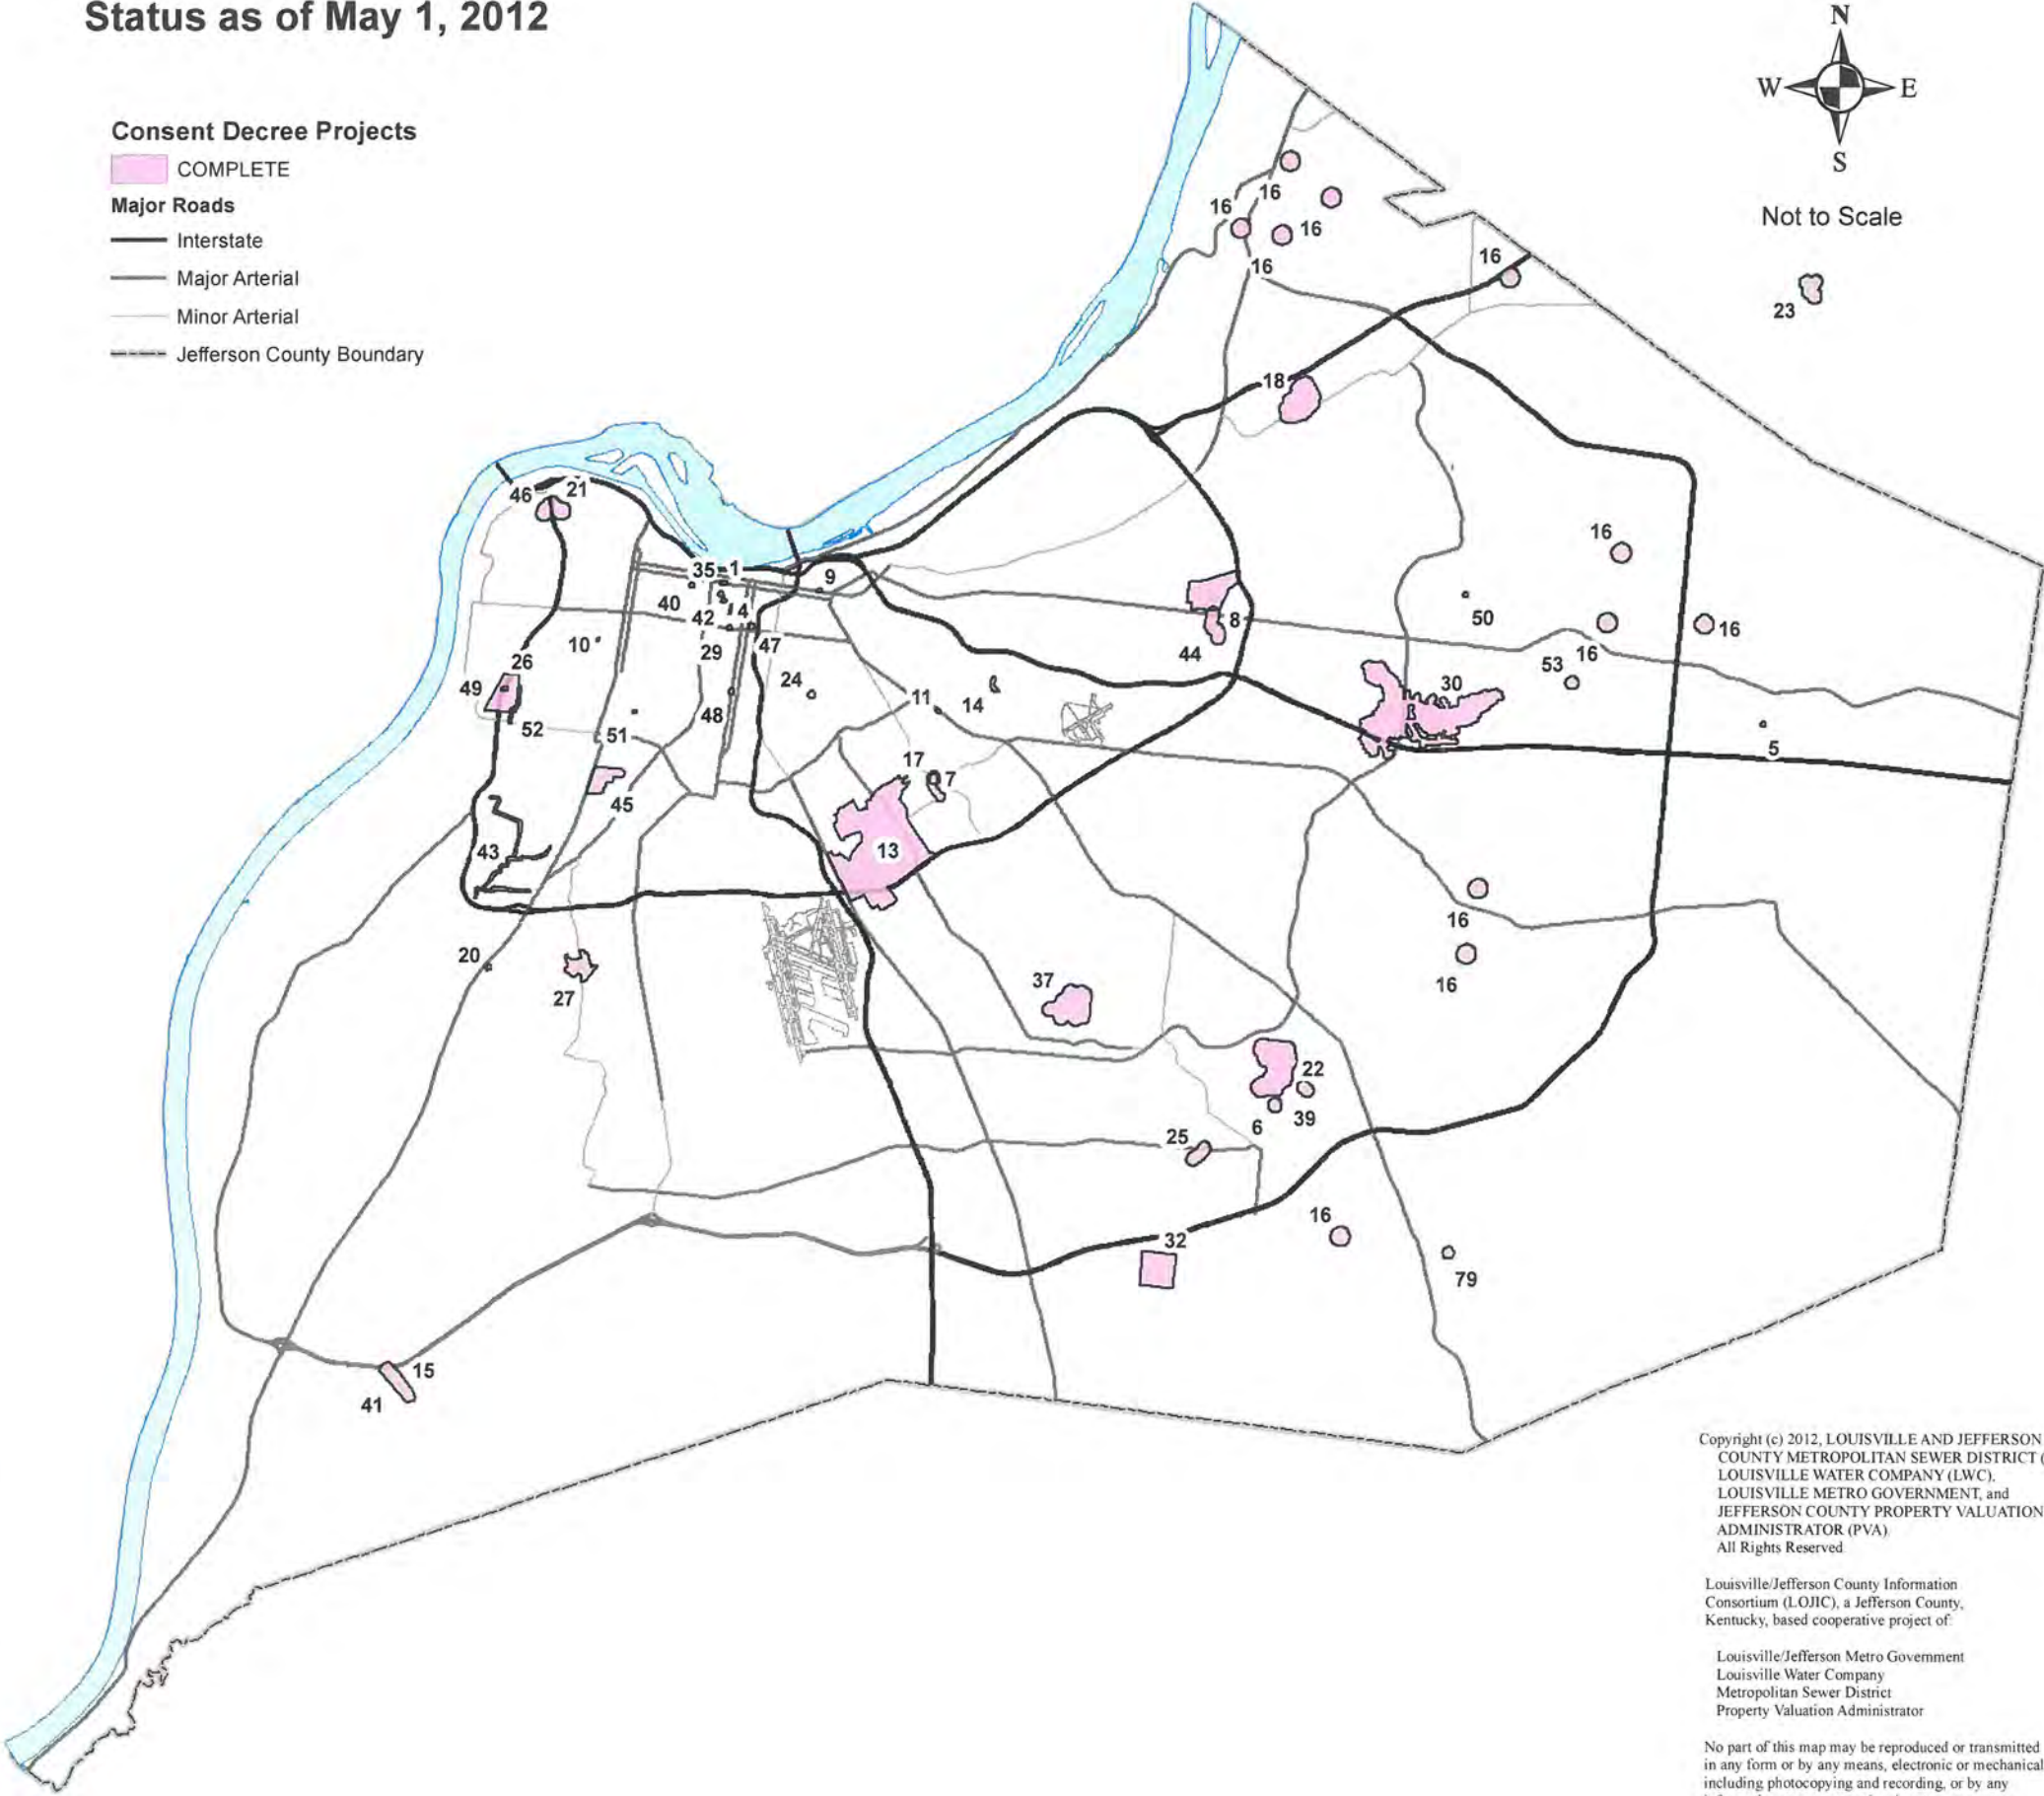 Status as of May 1, 2012
N
W
E
S
Not to Scale
Consent Decree Projects
COMPLETE
Major Roads
Interstate
Major Arterial
Minor Arterial
Jefferson County Boundary
16
16
16
16
16
23
18
46
21
35
1
9
16
40
42
4
8
50
16
10
29
47
44
53
16
26
49
24
11
14
30
48
52
51
5
17
7
45
43
13
16
20
27
37
16
22
39
6
25
16
32
79
15
41
Copyright (c) 2012, LOUISVILLE AND JEFFERSON
COUNTY METROPOLITAN SEWER DISTRICT (
LOUISVILLE WATER COMPANY (LWC),
LOUISVILLE METRO GOVERNMENT, and
JEFFERSON COUNTY PROPERTY VALUATION
ADMINISTRATOR (PVA)
All Rights Reserved
Louisville/Jefferson County Information
Consortium (LOJIC), a Jefferson County,
Kentucky, based cooperative project of:
Louisville/Jefferson Metro Government
Louisville Water Company
Metropolitan Sewer District
Property Valuation Administrator
No part of this map may be reproduced or transmitted
in any form or by any means, electronic or mechanical
including photocopying and recording, or by any